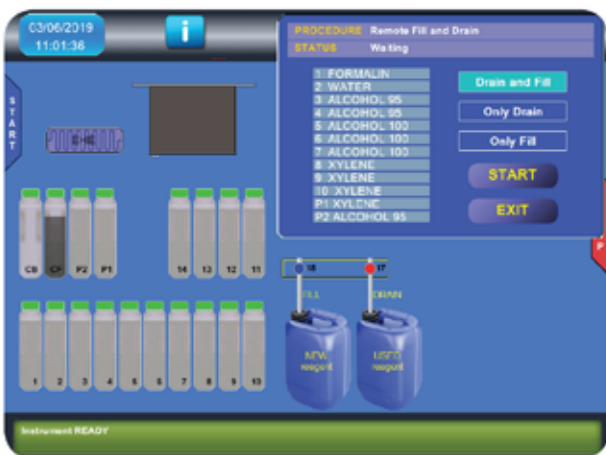 03/06/2019
11:01:36
i
PROCEDURE Remote Fill and Drain
STATUS Waiting
1 FORMALIN
2 WATER
3 ALCOHOL 95
4 ALCOHOL 95
5 ALCOHOL 100
6 ALCOHOL 100
7 ALCOHOL 100
8 XYLENE
9 XYLENE
10 XYLENE
P1 XYLENE
P2 ALCOHOL 95
Drain and Fill
Only Drain
Only Fill
START
EXIT
START
P
CB CF P2 P1 14 13 12 11
17
FILL DRAIN
NEW
reagent
USED
reagent
1 2 3 4 5 6 7 8 9 10
Instrument READY